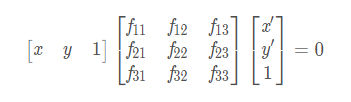 [x y 1] [f₁₁ f₁₂ f₁₃; f₂₁ f₂₂ f₂₃; f₃₁ f₃₂ f₃₃] [x′; y′; 1] = 0